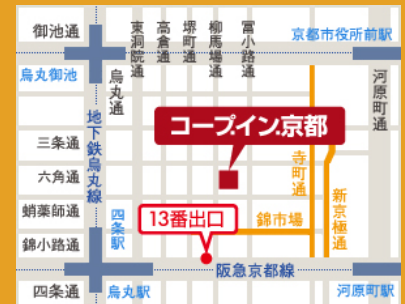 御池通
東洞院通
高倉通
堺町通
柳馬場通
富小路通
京都市役所前駅
烏丸御池
烏丸通
河原町通
地下鉄烏丸線
コープイン京都
三条通
六角通
寺町通
新京極通
蛸薬師通
四条駅
13番出口
錦市場
錦小路通
阪急京都線
四条通
烏丸駅
河原町駅